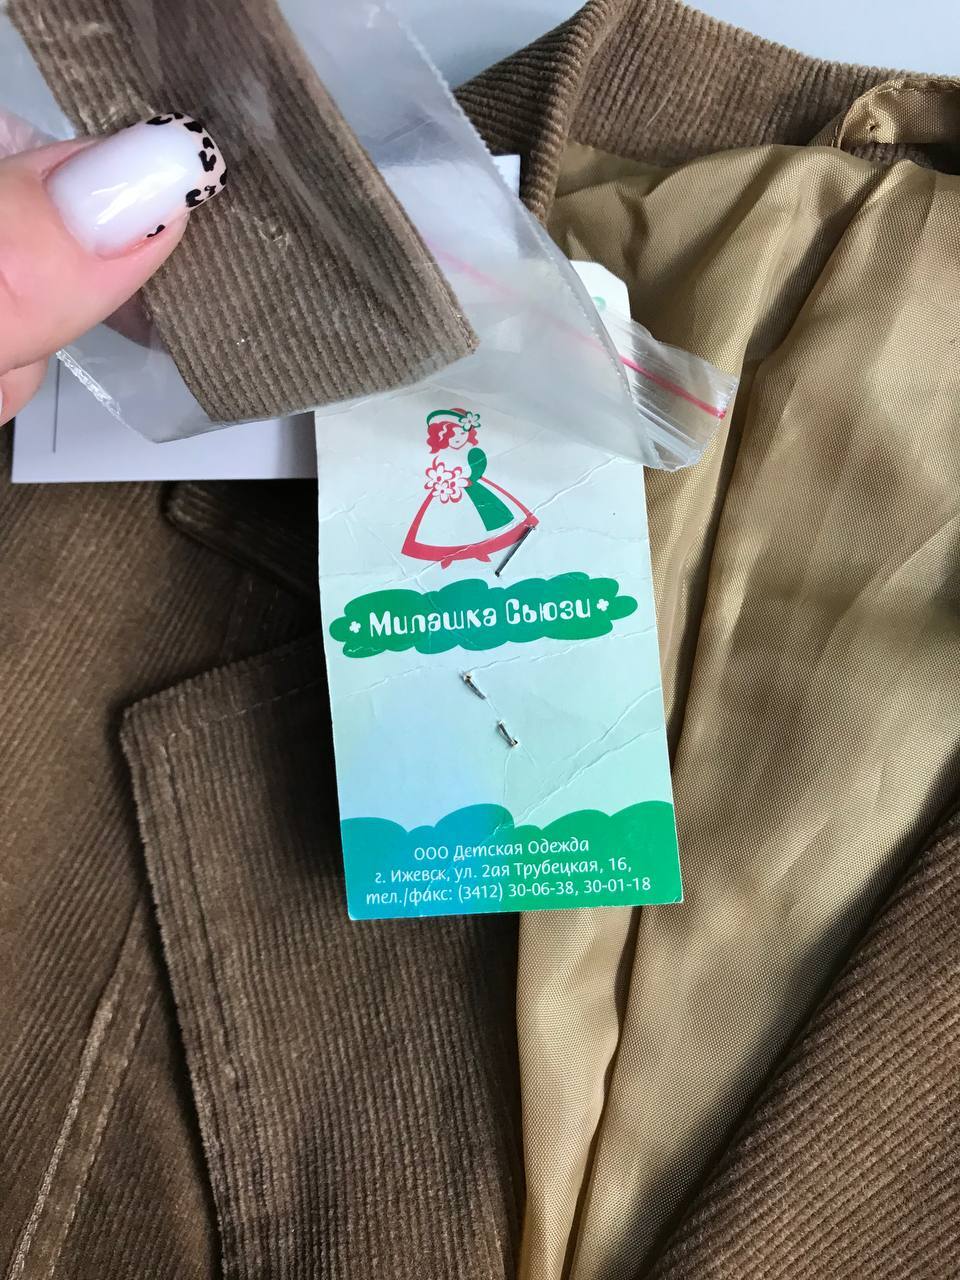 Милашка Сьюзи
ООО Детская Одежда
г. Ижевск, ул. 2ая Трубецкая, 16,
тел./факс: (3412) 30-06-38, 30-01-18